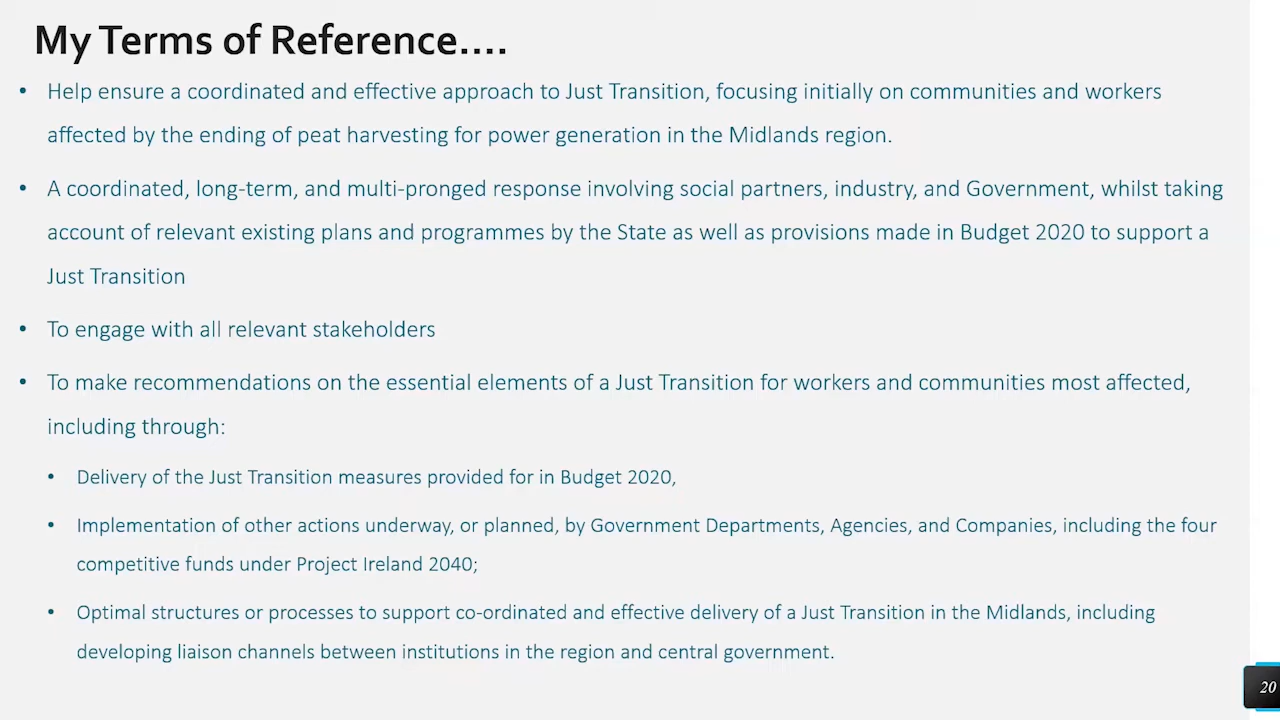 My Terms of Reference....
• Help ensure a coordinated and effective approach to Just Transition, focusing initially on communities and workers
affected by the ending of peat harvesting for power generation in the Midlands region.
• A coordinated, long-term, and multi-pronged response involving social partners, industry, and Government, whilst taking
account of relevant existing plans and programmes by the State as well as provisions made in Budget 2020 to support a
Just Transition
• To engage with all relevant stakeholders
• To make recommendations on the essential elements of a Just Transition for workers and communities most affected,
including through:
• Delivery of the Just Transition measures provided for in Budget 2020,
• Implementation of other actions underway, or planned, by Government Departments, Agencies, and Companies, including the four
competitive funds under Project Ireland 2040;
• Optimal structures or processes to support co-ordinated and effective delivery of a Just Transition in the Midlands, including
developing liaison channels between institutions in the region and central government.
20